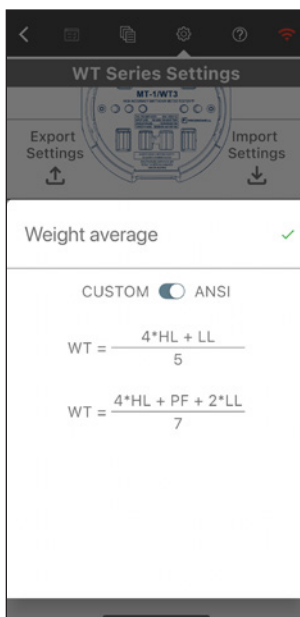 WT Series Settings
MT-1/WT3
Export
Settings
Import
Settings
Weight average
CUSTOM ANSI
WT = 4*HL + LL
5
WT = 4*HL + PF + 2*LL
7